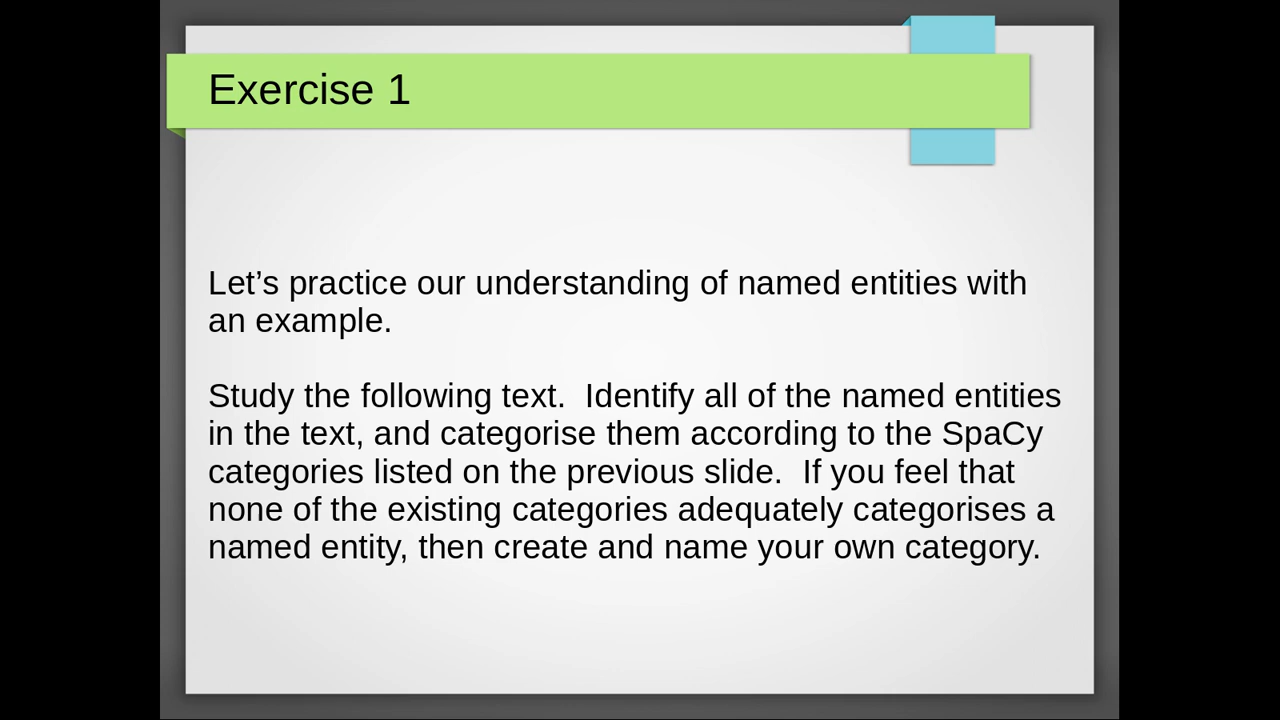 Exercise 1
Let’s practice our understanding of named entities with
an example.
Study the following text.  Identify all of the named entities
in the text, and categorise them according to the SpaCy
categories listed on the previous slide.  If you feel that
none of the existing categories adequately categorises a
named entity, then create and name your own category.